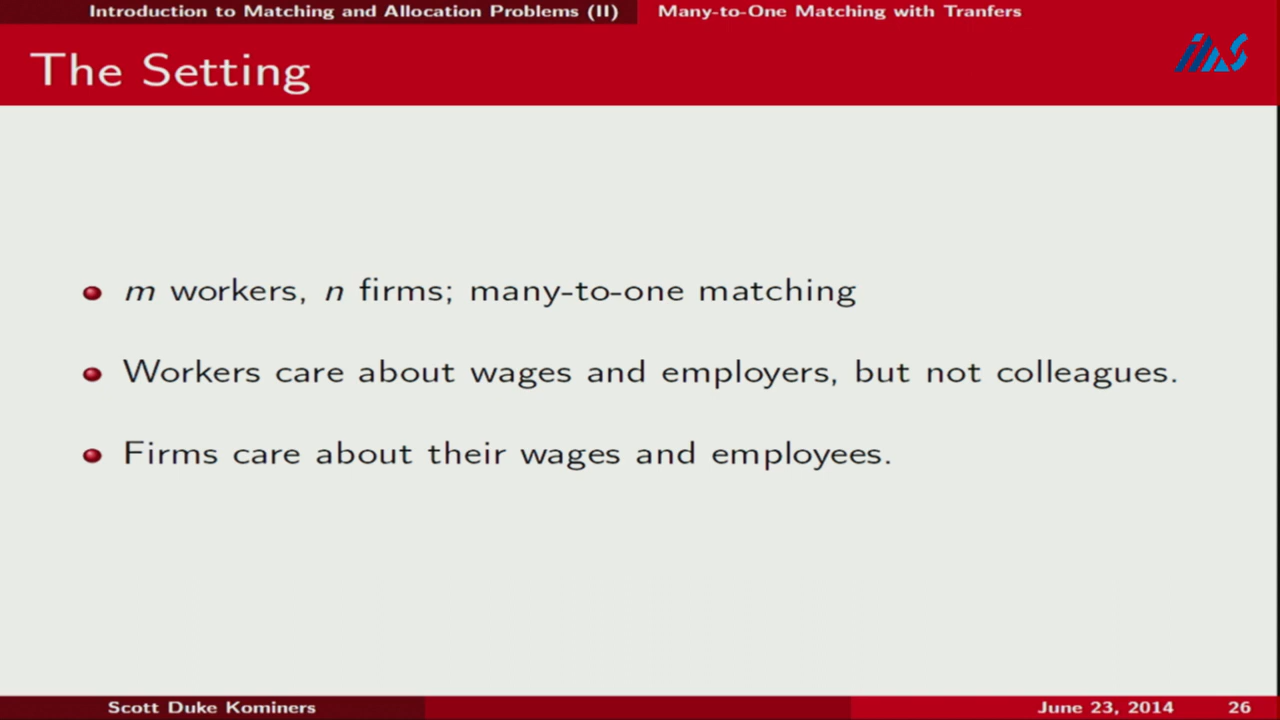 Introduction to Matching and Allocation Problems (II) Many-to-One Matching with Tranfers
The Setting
ims
m workers, n firms; many-to-one matching
Workers care about wages and employers, but not colleagues.
Firms care about their wages and employees.
Scott Duke Kominers June 23, 2014 26